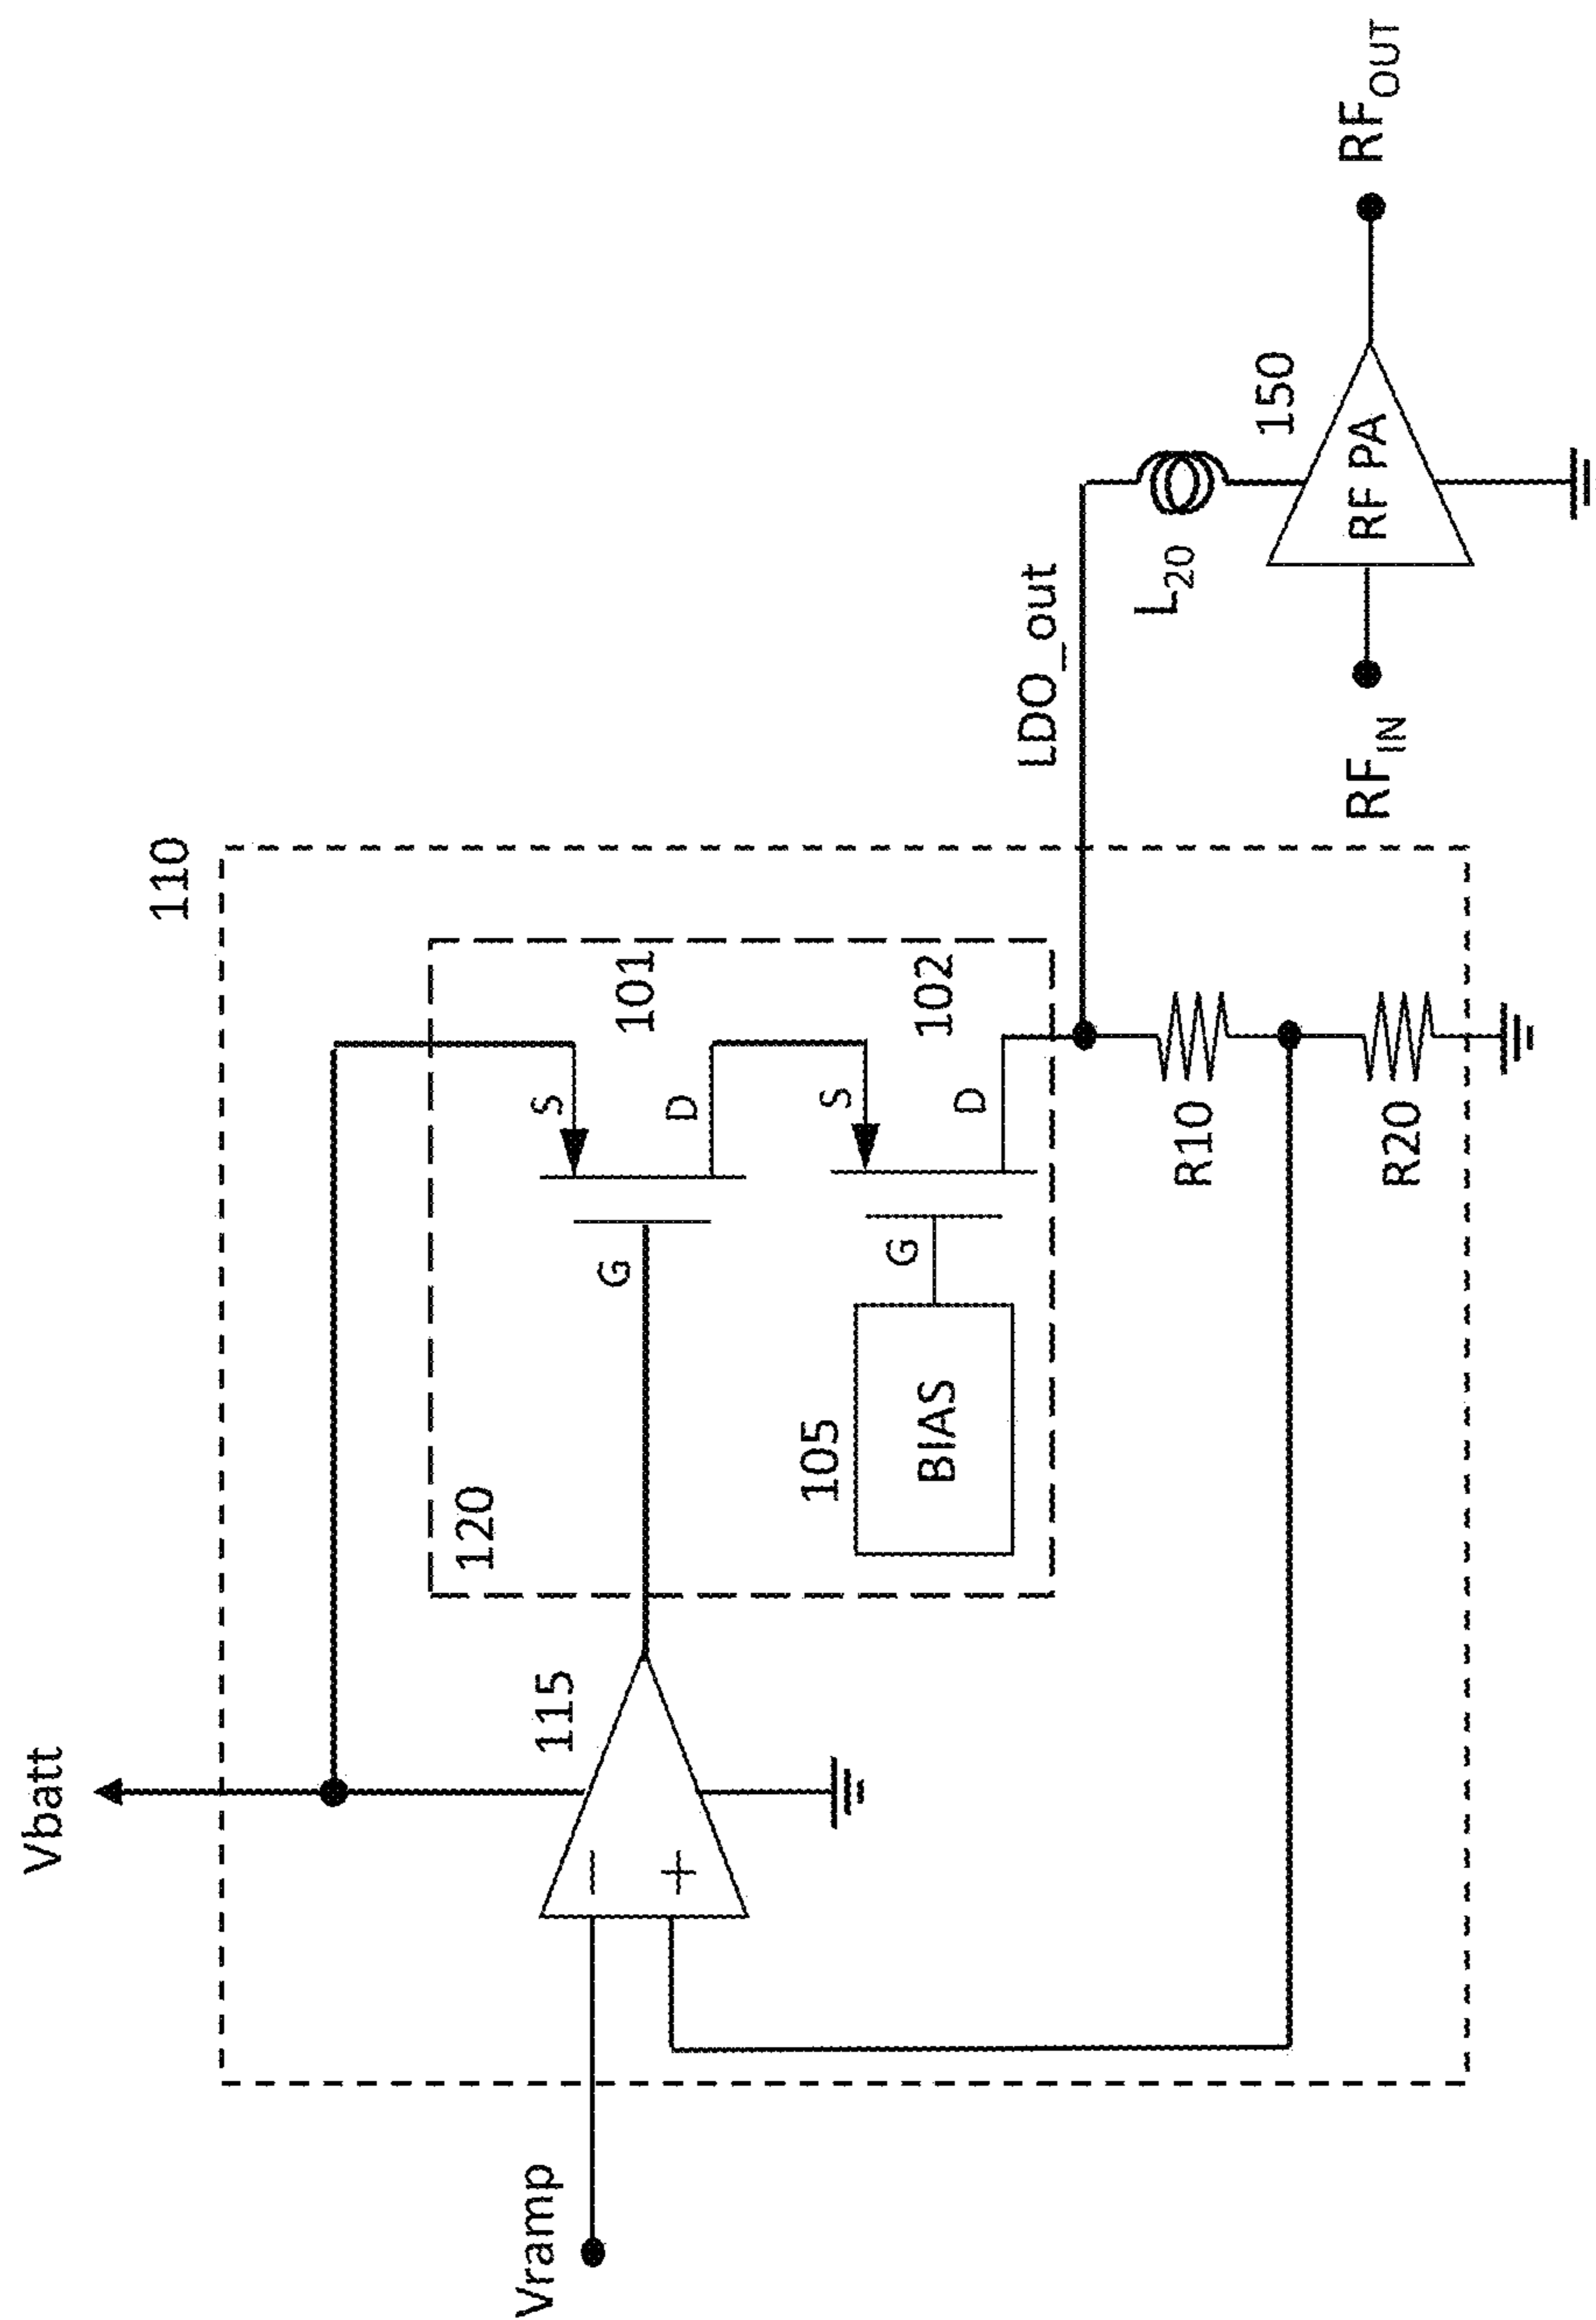 Vbatt
110
115
120
101
S
G
D
102
S
105
BIAS
G
D
Vramp
−
+
LDO_out
R10
R20
L20
150
RF PA
RFIN
RFOUT